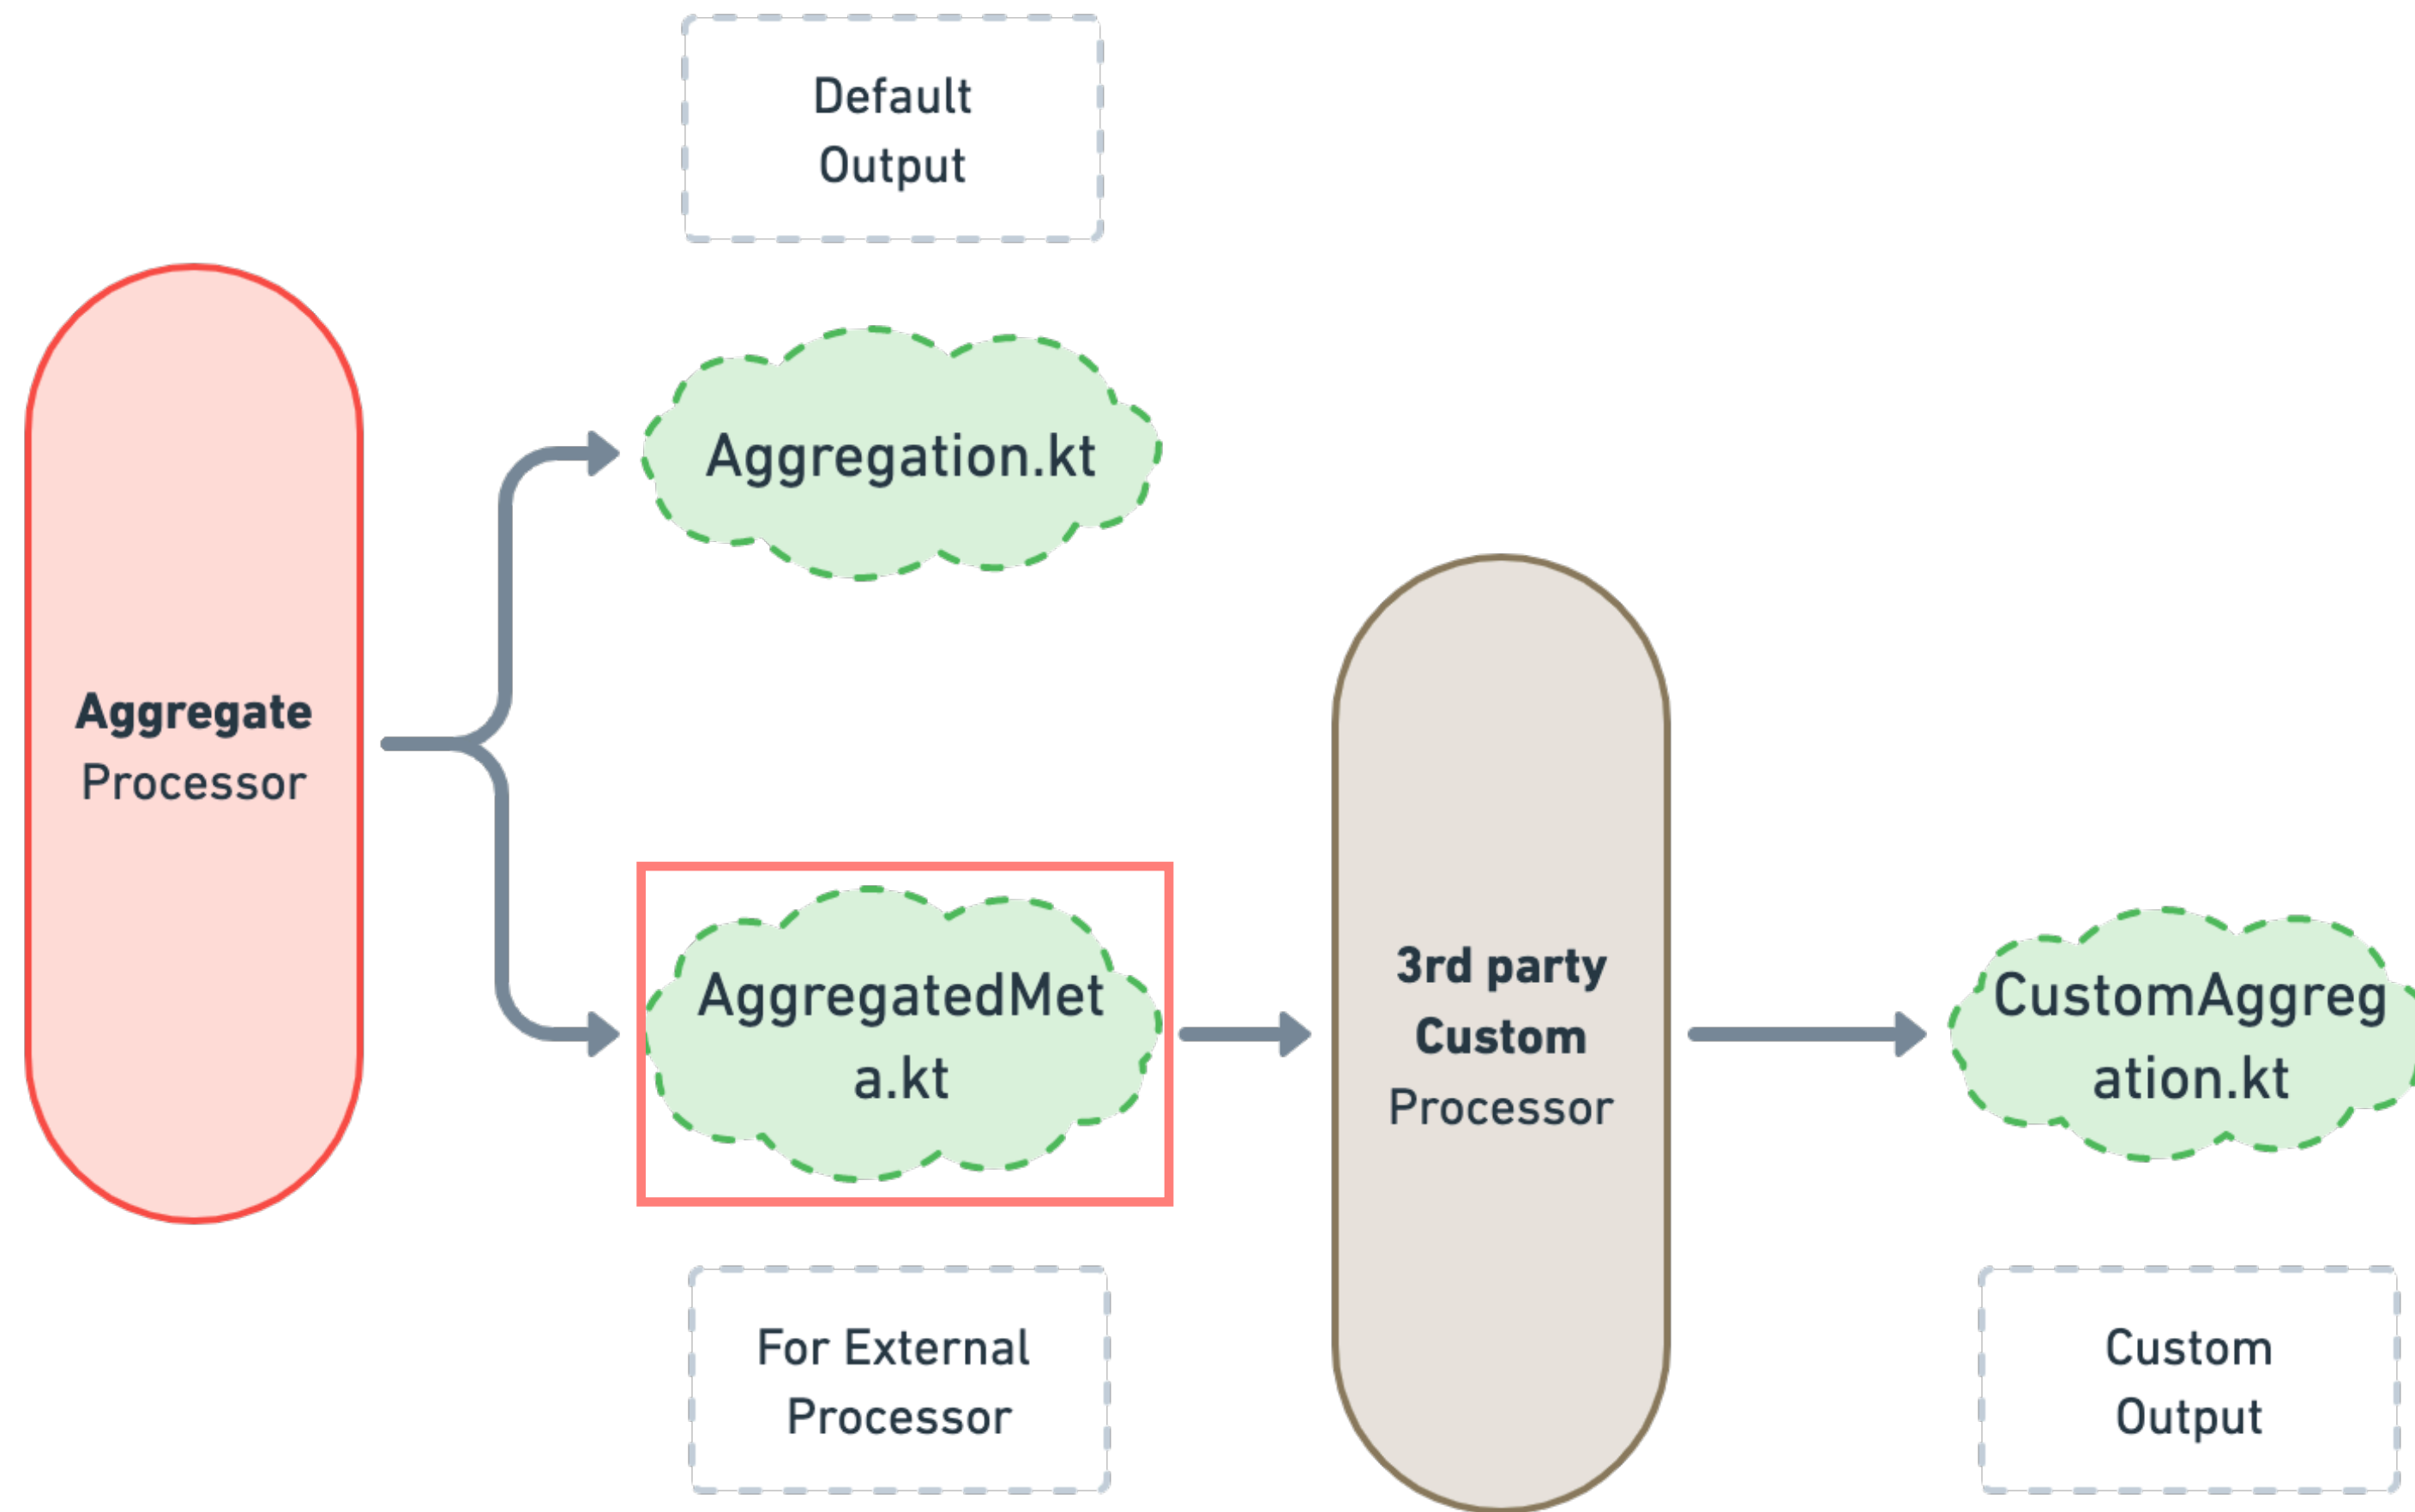 Default
Output
Aggregation.kt
Aggregate
Processor
AggregatedMet
a.kt
For External
Processor
3rd party
Custom
Processor
CustomAggreg
ation.kt
Custom
Output